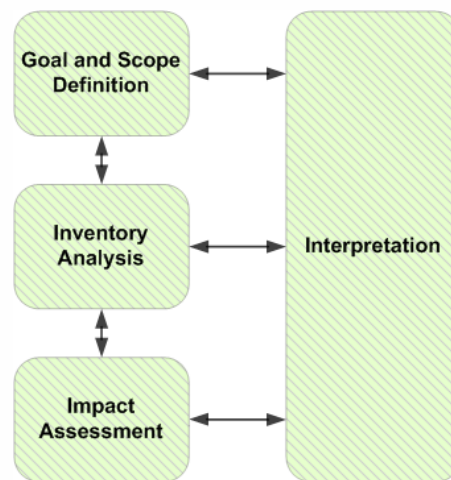 Goal and Scope
Definition
Inventory
Analysis
Interpretation
Impact
Assessment